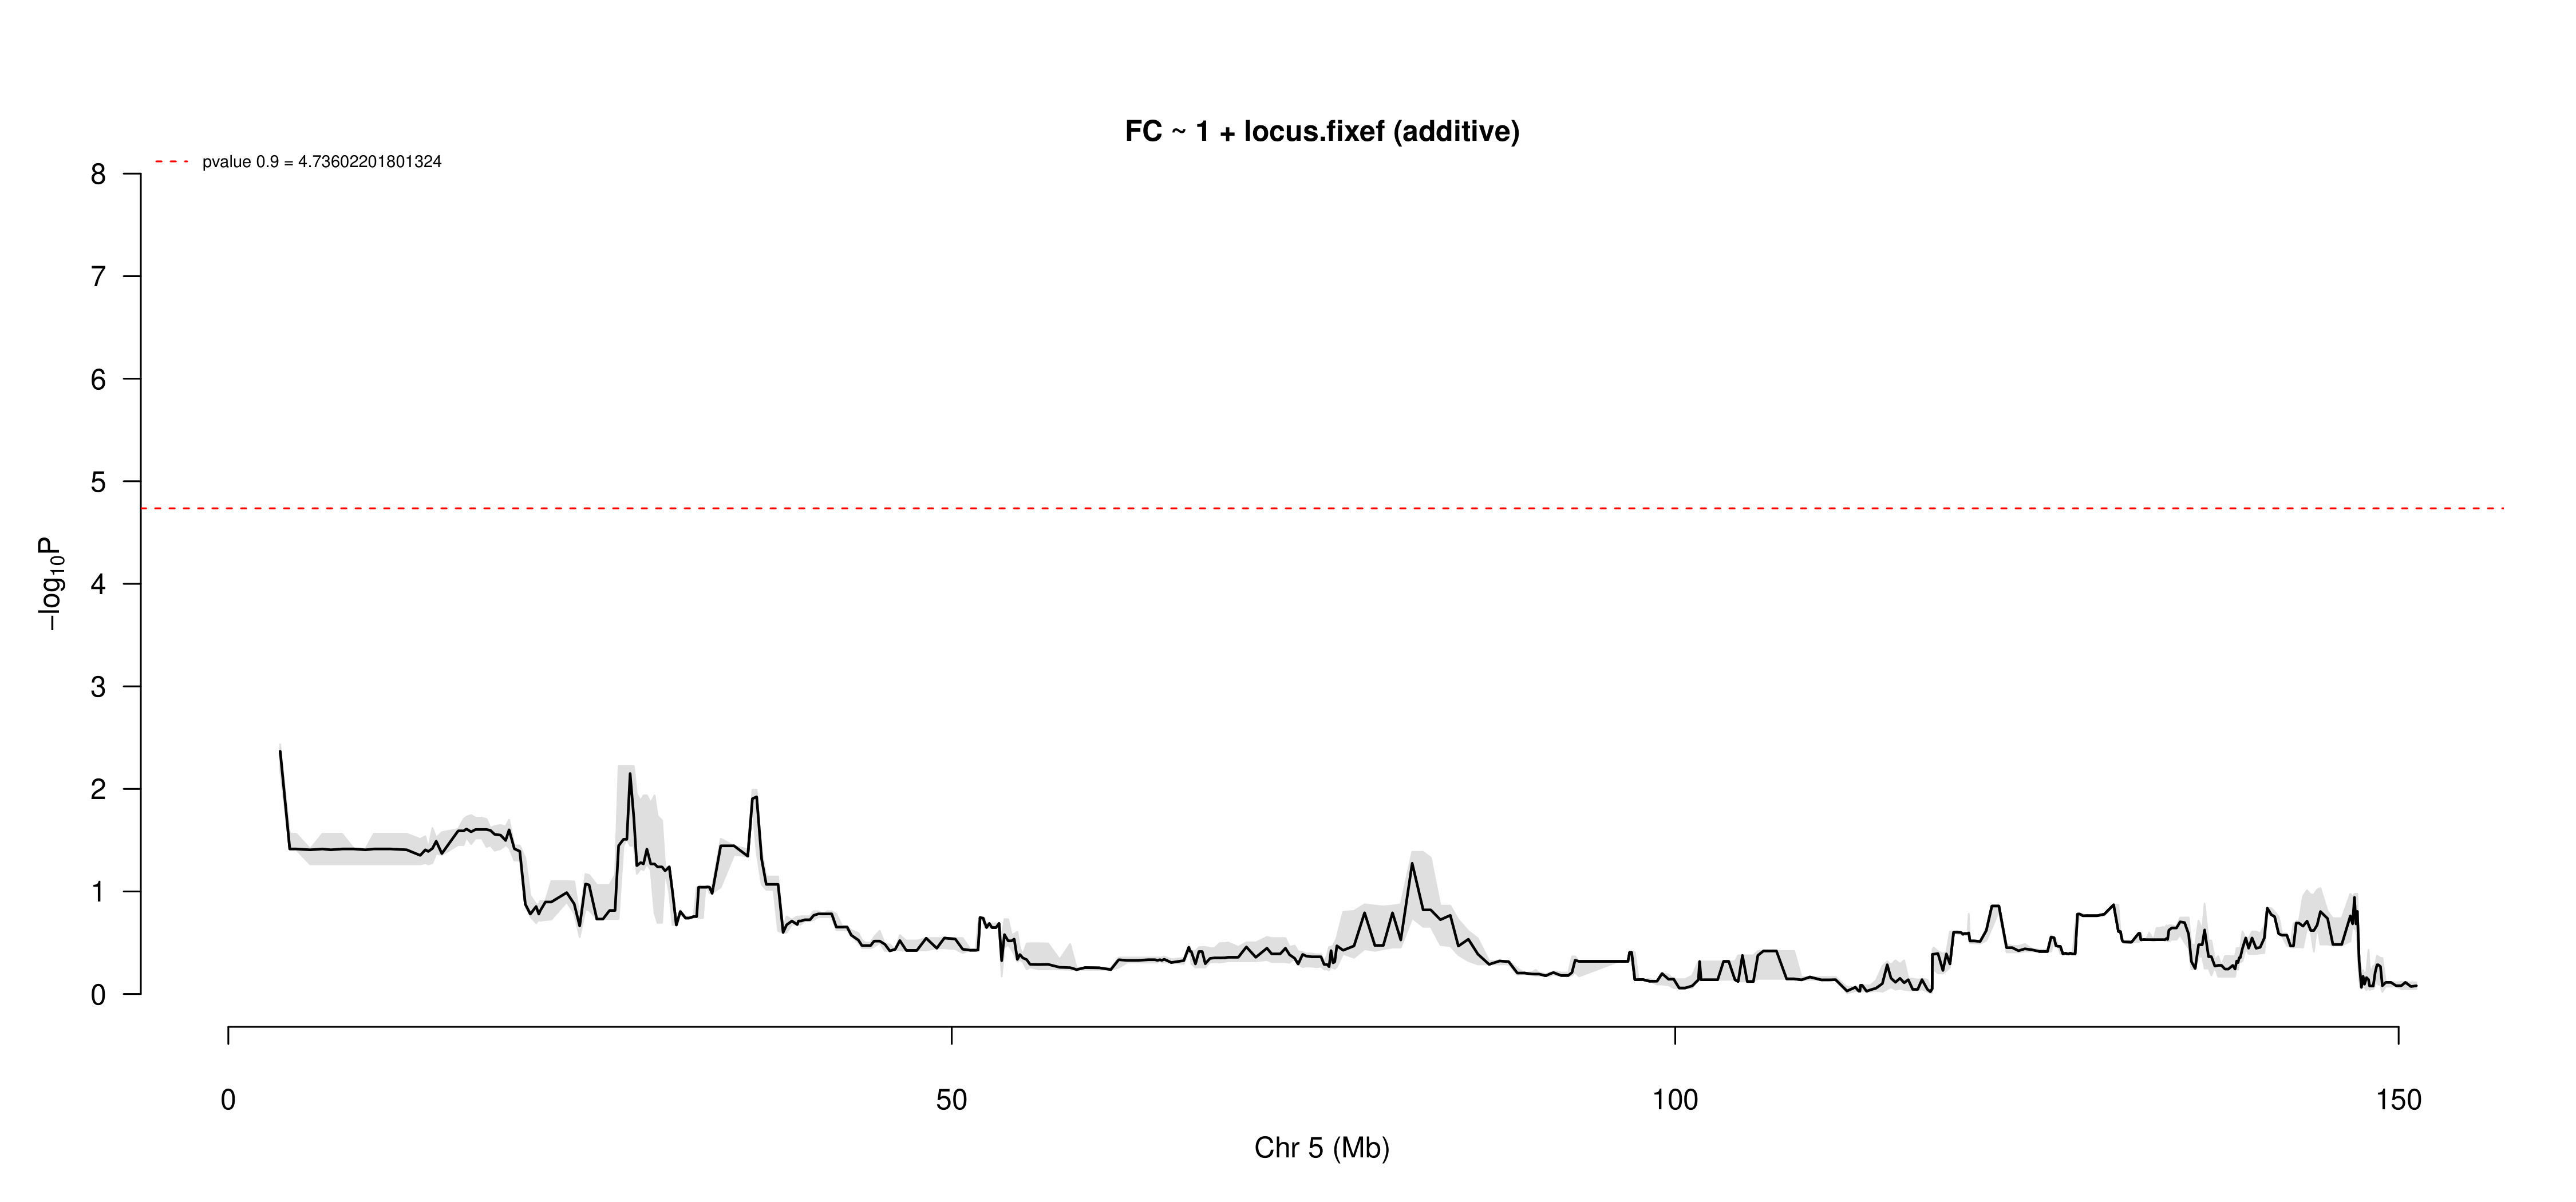 FC ~ 1 + locus.fixef (additive)
pvalue 0.9 = 4.73602201801324
8
7
6
5
4
3
2
1
0
−log10P
0 50 100 150
Chr 5 (Mb)